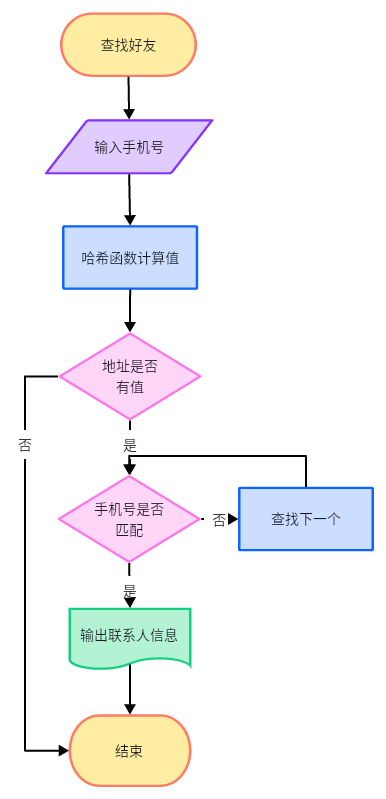 查找好友
输入手机号
哈希函数计算值
地址是否
有值
否
是
手机号是否
匹配
否
查找下一个
是
输出联系人信息
结束